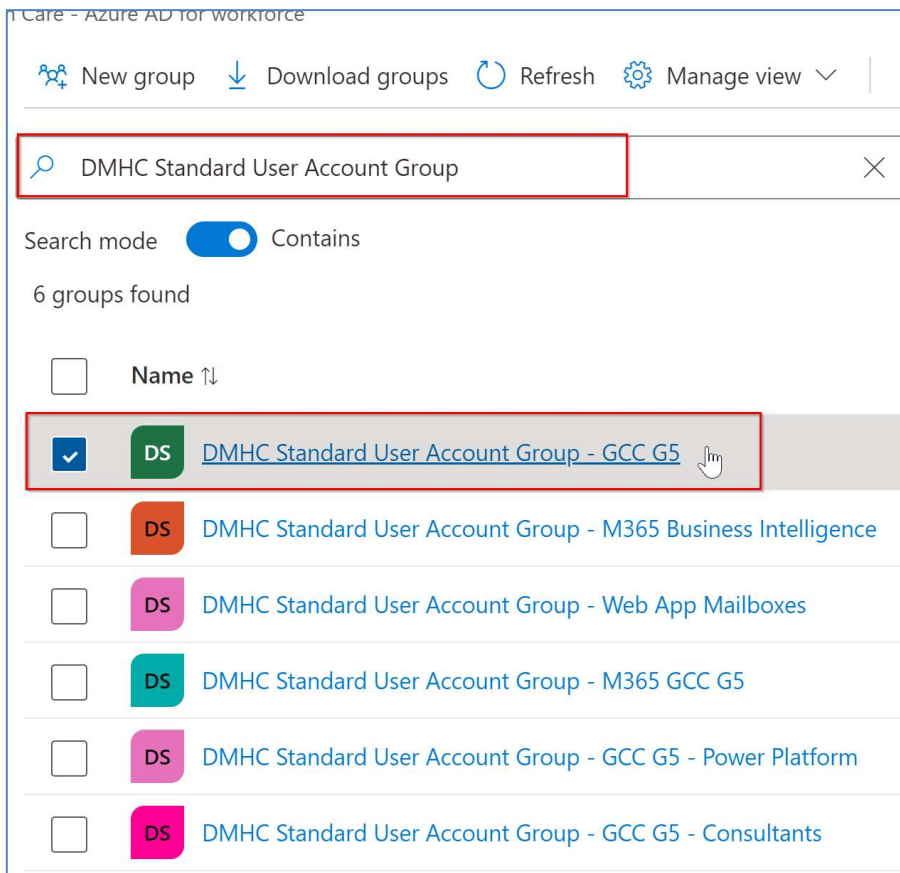 n Care - Azure AD for workforce
New group Download groups Refresh Manage view
DMHC Standard User Account Group
Search mode Contains
6 groups found
Name
DS DMHC Standard User Account Group - GCC G5
DS DMHC Standard User Account Group - M365 Business Intelligence
DS DMHC Standard User Account Group - Web App Mailboxes
DS DMHC Standard User Account Group - M365 GCC G5
DS DMHC Standard User Account Group - GCC G5 - Power Platform
DS DMHC Standard User Account Group - GCC G5 - Consultants